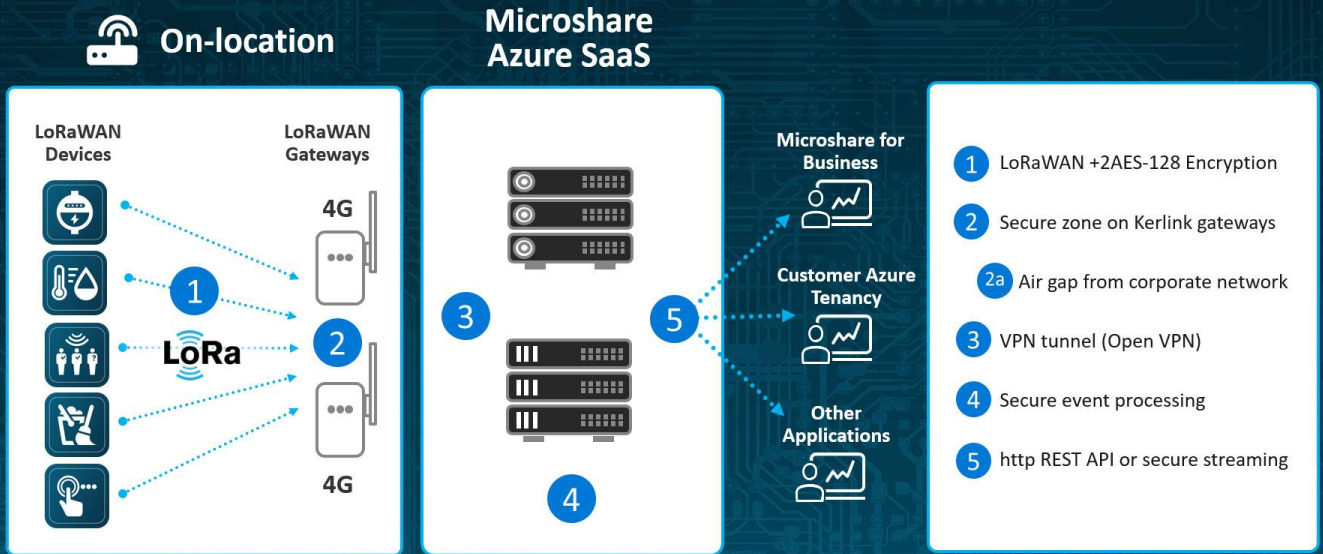 On-location
Microshare
Azure SaaS
LoRaWAN
Devices
LoRaWAN
Gateways
4G
1
LoRa
2
4G
3
4
5
Microshare for
Business
Customer Azure
Tenancy
Other
Applications
1 LoRaWAN +2AES-128 Encryption
2 Secure zone on Kerlink gateways
2a Air gap from corporate network
3 VPN tunnel (Open VPN)
4 Secure event processing
5 http REST API or secure streaming